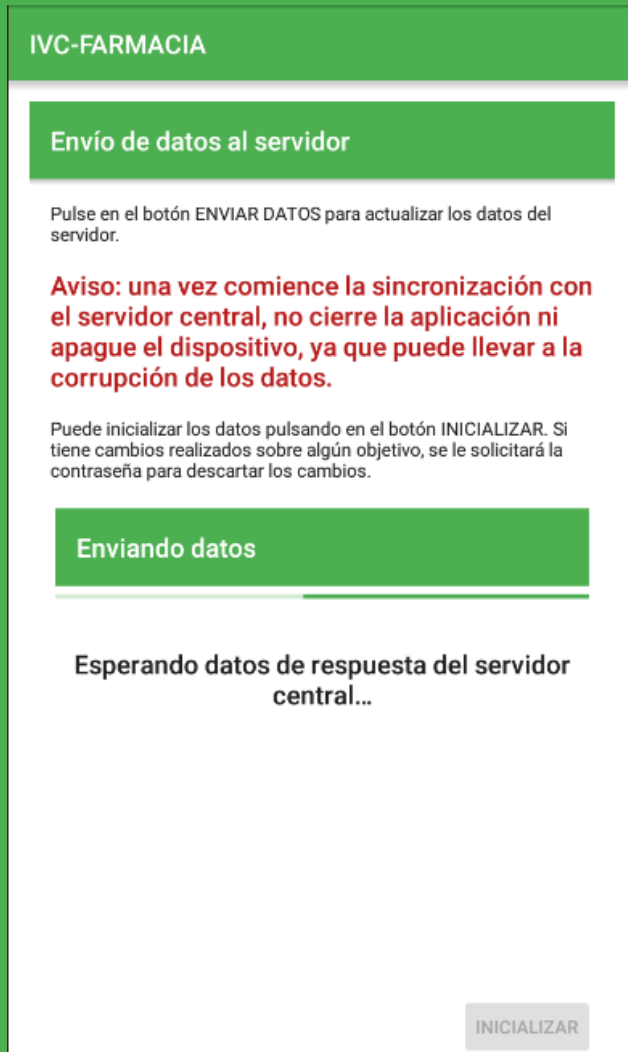 IVC-FARMACIA
Envío de datos al servidor
Pulse en el botón ENVIAR DATOS para actualizar los datos del
servidor.
Aviso: una vez comience la sincronización con
el servidor central, no cierre la aplicación ni
apague el dispositivo, ya que puede llevar a la
corrupción de los datos.
Puede inicializar los datos pulsando en el botón INICIALIZAR. Si
tiene cambios realizados sobre algún objetivo, se le solicitará la
contraseña para descartar los cambios.
Enviando datos
Esperando datos de respuesta del servidor
central...
INICIALIZAR